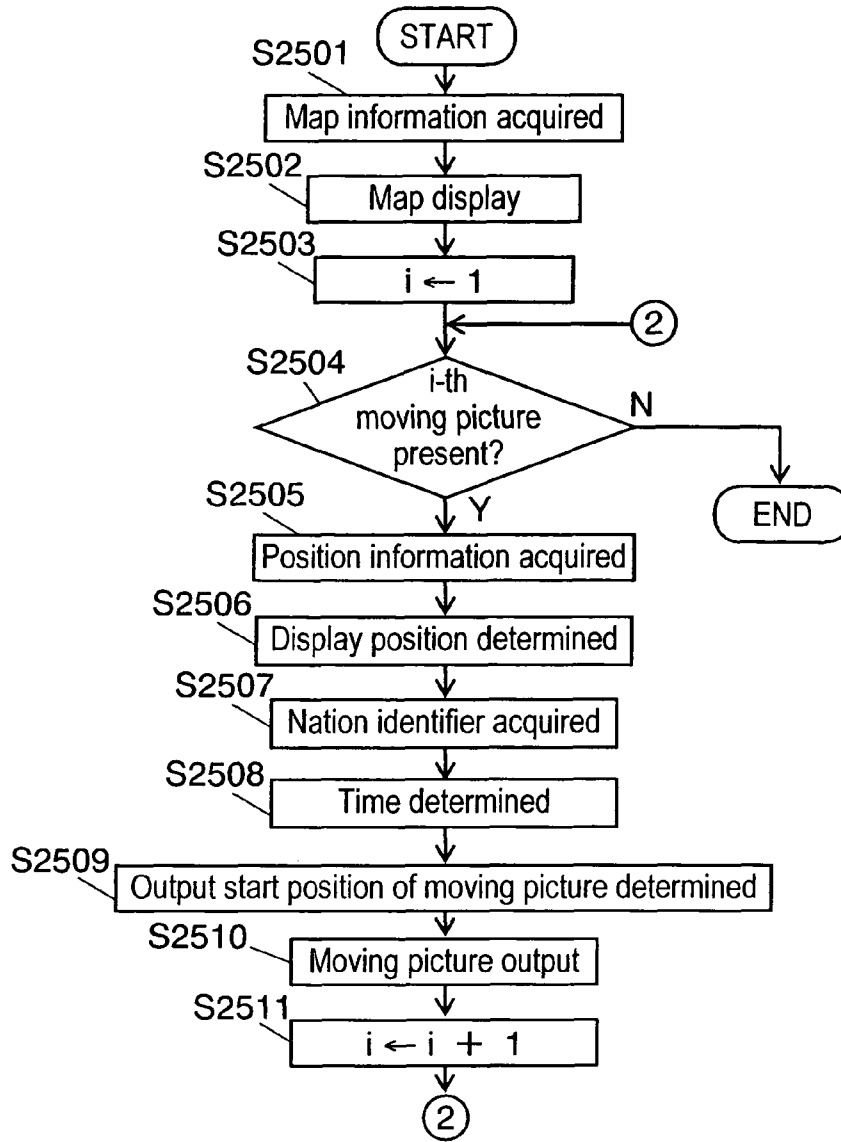 START
S2501
Map information acquired
S2502
Map display
S2503
i ← 1
2
S2504
i-th
moving picture
present?
N
END
Y
S2505
Position information acquired
S2506
Display position determined
S2507
Nation identifier acquired
S2508
Time determined
S2509
Output start position of moving picture determined
S2510
Moving picture output
S2511
i ← i + 1
2